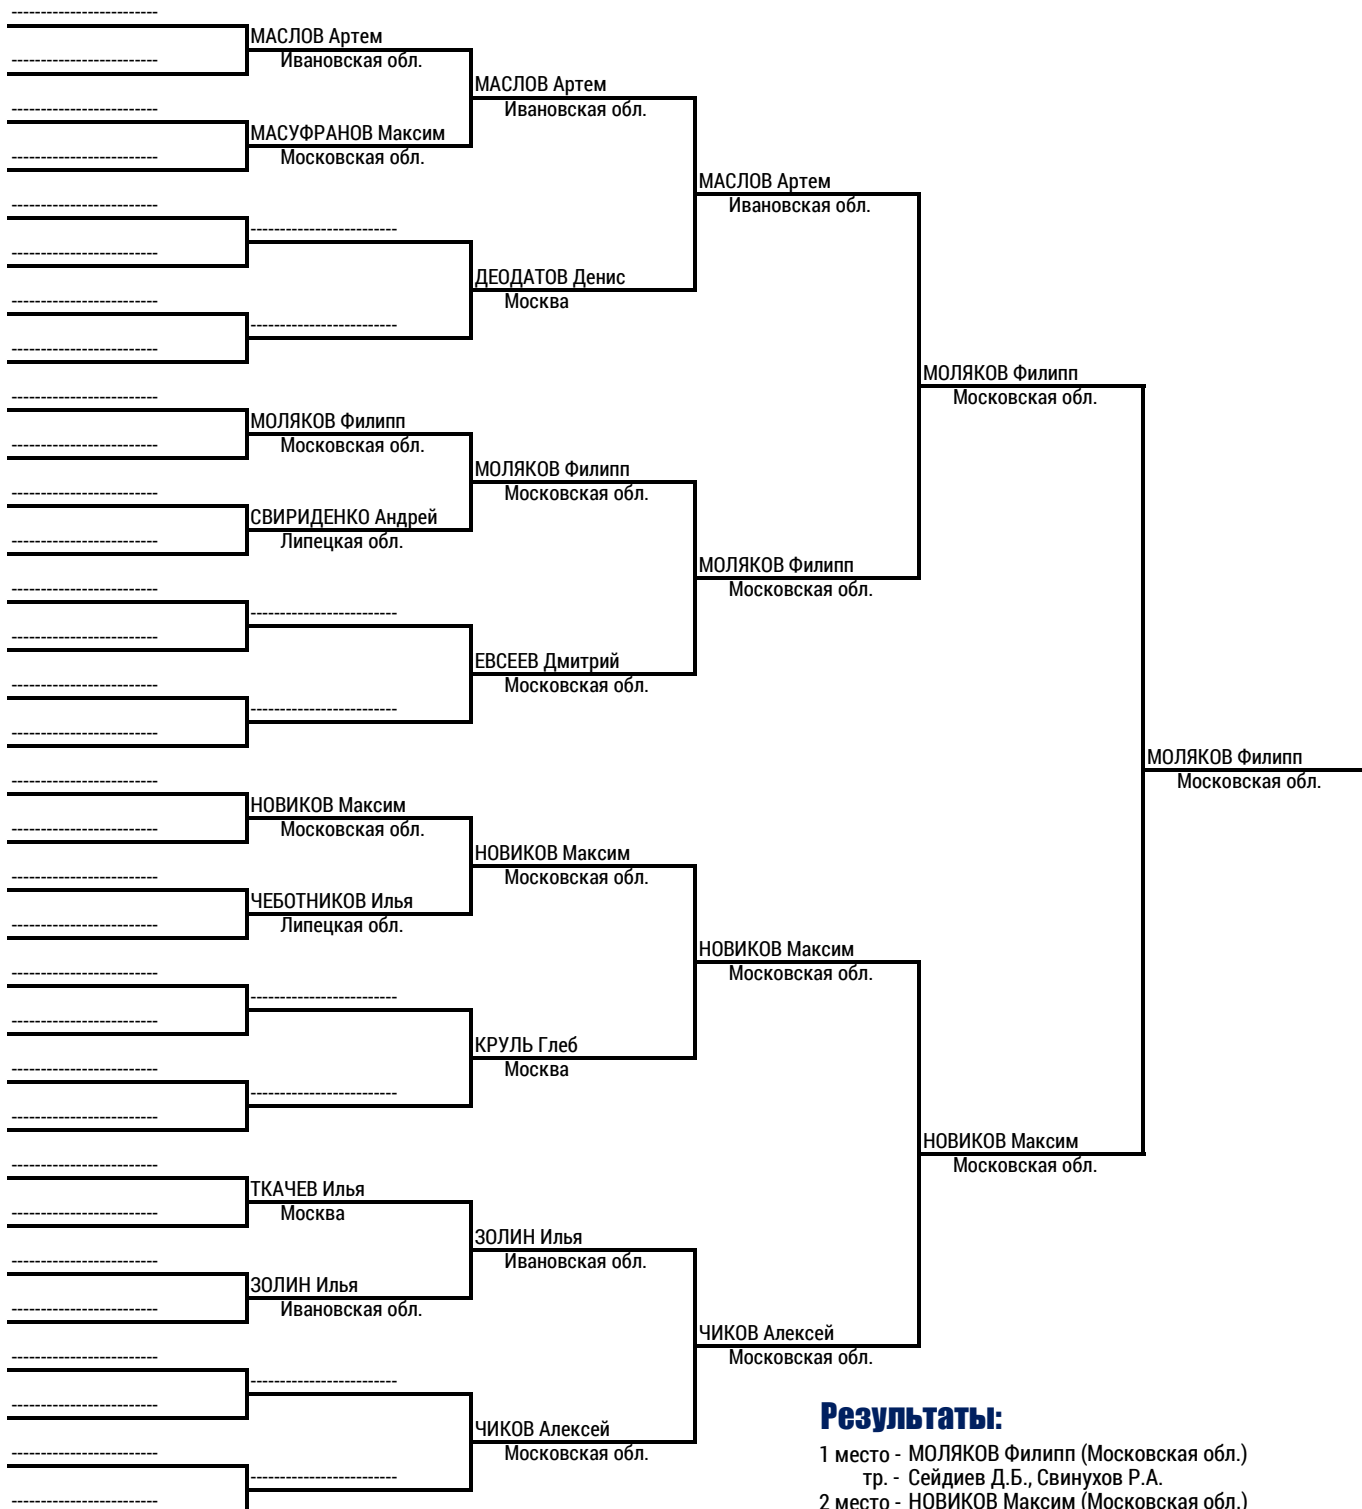 МАСЛОВ Артем
Ивановская обл.
МАСУФРАНОВ Максим
Московская обл.
МОЛЯКОВ Филипп
Московская обл.
СВИРИДЕНКО Андрей
Липецкая обл.
НОВИКОВ Максим
Московская обл.
ЧЕБОТНИКОВ Илья
Липецкая обл.
ТКАЧЕВ Илья
Москва
ЗОЛИН Илья
Ивановская обл.
МАСЛОВ Артем
Ивановская обл.
ДЕОДАТОВ Денис
Москва
МОЛЯКОВ Филипп
Московская обл.
ЕВСЕЕВ Дмитрий
Московская обл.
НОВИКОВ Максим
Московская обл.
КРУЛЬ Глеб
Москва
ЗОЛИН Илья
Ивановская обл.
ЧИКОВ Алексей
Московская обл.
МАСЛОВ Артем
Ивановская обл.
МОЛЯКОВ Филипп
Московская обл.
НОВИКОВ Максим
Московская обл.
ЧИКОВ Алексей
Московская обл.
МОЛЯКОВ Филипп
Московская обл.
НОВИКОВ Максим
Московская обл.
МОЛЯКОВ Филипп
Московская обл.
Результаты:
1 место - МОЛЯКОВ Филипп (Московская обл.)
тр. - Сейдиев Д.Б., Свинухов Р.А.
2 место - НОВИКОВ Максим (Московская обл.)